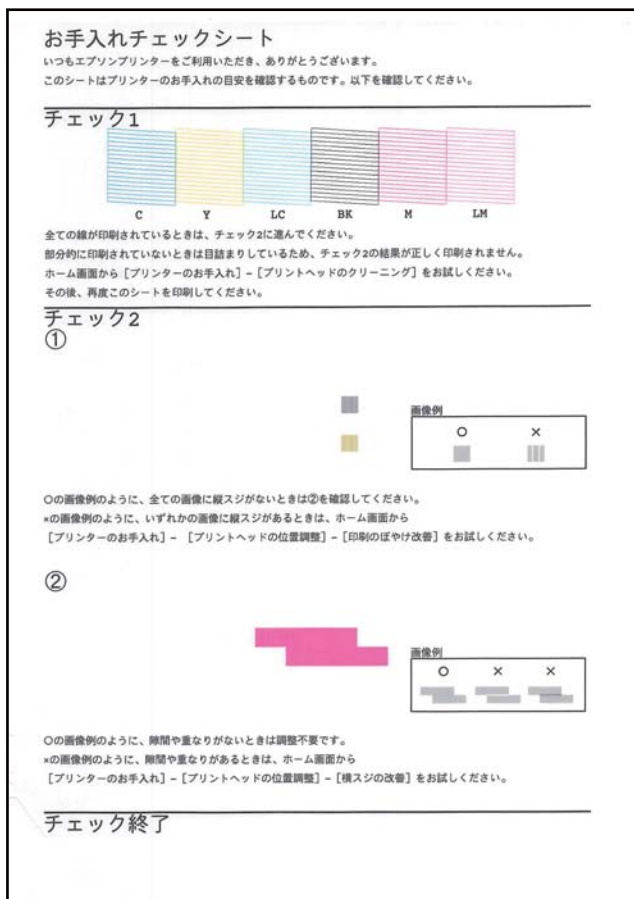 お手入れチェックシート
いつもエプソンプリンターをご利用いただき、ありがとうございます。
このシートはプリンターのお手入れの目安を確認するものです。以下を確認してください。
チェック1
C Y LC BK M LM
全ての線が印刷されているときは、チェック2に進んでください。
部分的に印刷されていないときは目詰まりしているため、チェック2の結果が正しく印刷されません。
ホーム画面から［プリンターのお手入れ］－［プリントヘッドのクリーニング］をお試しください。
その後、再度このシートを印刷してください。
チェック2
①
画像例
○ ×
○の画像例のように、全ての画像に縦スジがないときは②を確認してください。
×の画像例のように、いずれかの画像に縦スジがあるときは、ホーム画面から
［プリンターのお手入れ］－ ［プリントヘッドの位置調整］－［印刷のぼやけ改善］をお試しください。
②
画像例
○ × ×
○の画像例のように、隙間や重なりがないときは調整不要です。
×の画像例のように、隙間や重なりがあるときは、ホーム画面から
［プリンターのお手入れ］－［プリントヘッドの位置調整］－［横スジの改善］をお試しください。
チェック終了